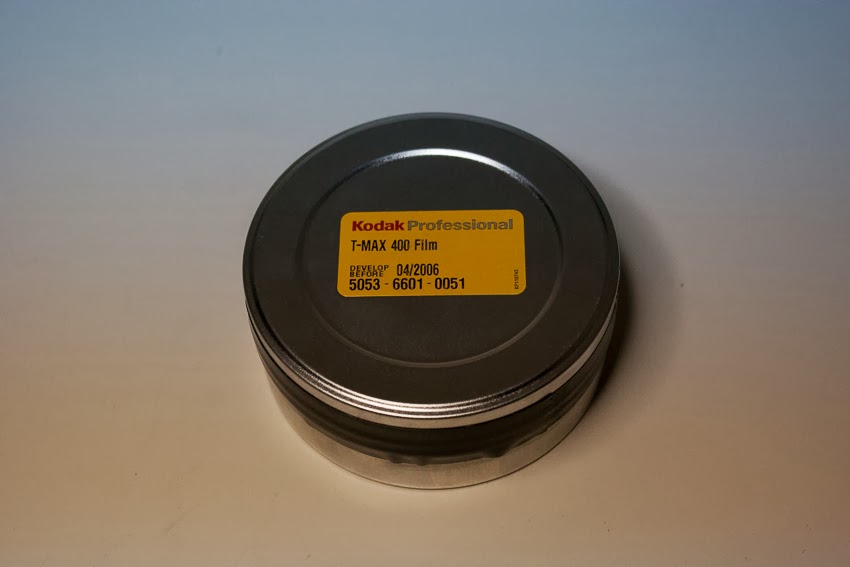 Kodak Professional
T-MAX 400 Film
DEVELOP
BEFORE 04/2006
5053 - 6601 - 0051